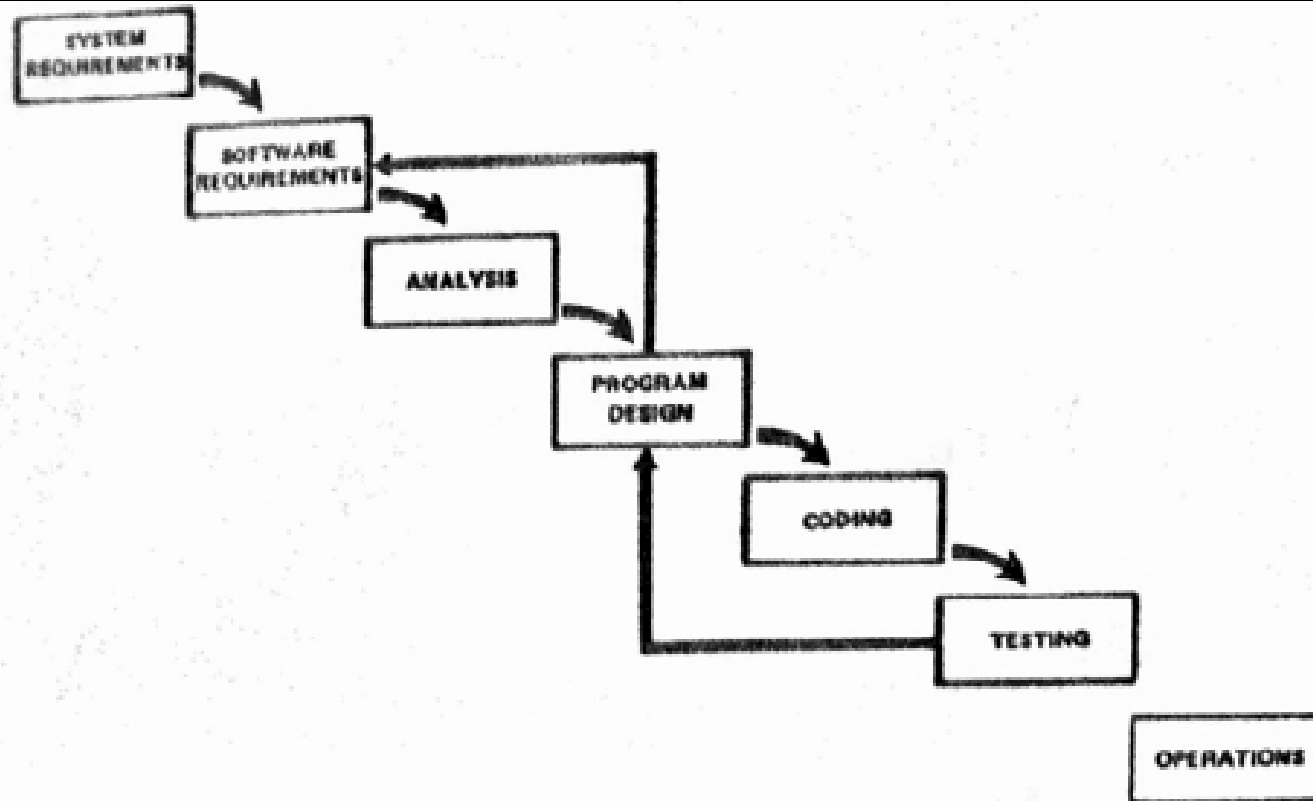 SYSTEM
REQUIREMENTS
SOFTWARE
REQUIREMENTS
ANALYSIS
PROGRAM
DESIGN
CODING
TESTING
OPERATIONS